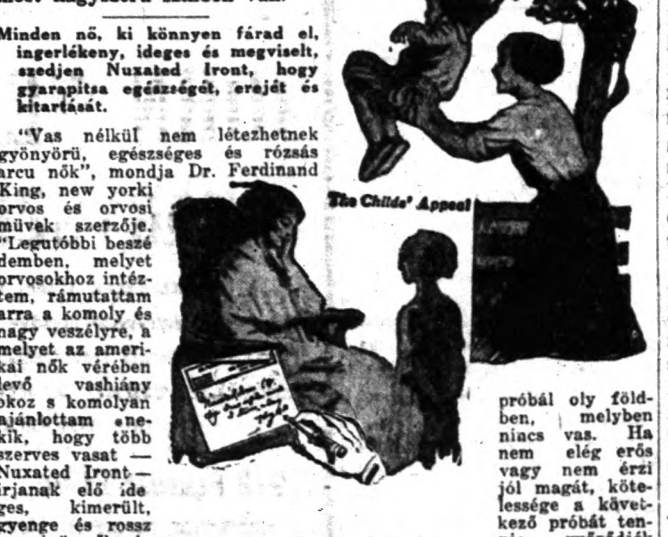 Minden nő, ki könnyen fárad el,
ingerlékeny, ideges és megviselt,
szedjen Nuxated Iront, hogy
gyarapitsa egészségét, erejét és
kitartását.
"Vas nélkül nem létezhetnek
gyönyörü, egészséges és rózsás
arcu nők", mondja Dr. Ferdinand
King, new yorki
orvos és orvosi
müvek szerzője.
"Legutóbbi beszé
demben, melyet
orvosokhoz intéz-
tem, rámutattam
arra a komoly és
nagy veszélyre, a
melyet az ameri-
kai nők vérében
levő vashiány
okoz s komolyan
ajánlottam ne-
kik, hogy több
szerves vasat —
Nuxated Iront —
irjanak elő ide
ges, kimerült,
gyenge és rossz
The Childs' Appeal
próbál oly föld-
ben, melyben
nincs vas. Ha
nem elég erős
vagy nem érzi
jól magát, köte-
lessége a követ-
kező próbát ten-